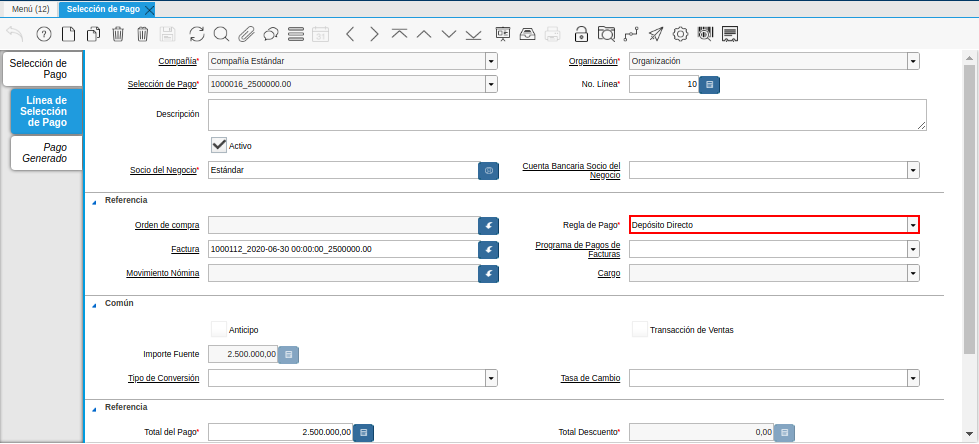 Menú (12)
Selección de Pago
Selección de Pago
Línea de Selección de Pago
Pago Generado
Compañía* Compañía Estándar
Organización* Organización
Selección de Pago* 1000016_2500000.00
No. Línea* 10
Descripción
Activo
Socio del Negocio* Estándar
Cuenta Bancaria Socio del Negocio
Referencia
Orden de compra
Regla de Pago* Depósito Directo
Factura 1000112_2020-06-30 00:00:00_2500000.00
Programa de Pagos de Facturas
Movimiento Nómina
Cargo
Común
Anticipo
Transacción de Ventas
Importe Fuente 2.500.000,00
Tipo de Conversión
Tasa de Cambio
Referencia
Total del Pago* 2.500.000,00
Total Descuento* 0,00